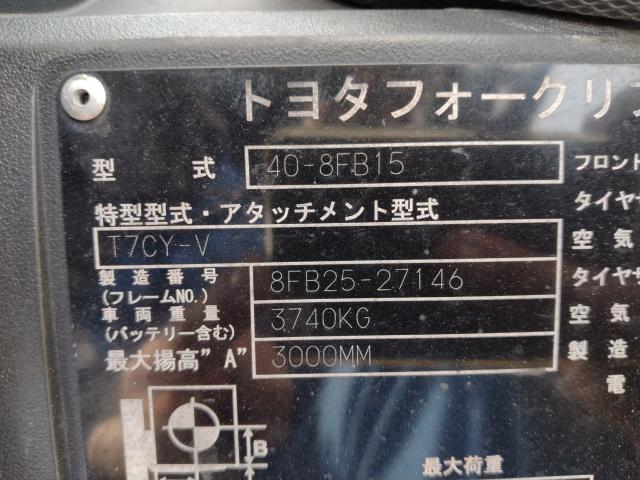 トヨタフォークリフ
型 式 40-8FB15
フロント
特型型式・アタッチメント型式
タイヤサ
T7CY-V
空気
製造番号
(フレームNO.) 8FB25-27146
タイヤサ
車両重量
(バッテリー含む) 3740KG
空気
最大揚高"A" 3000MM
製造
電
B
最大荷重